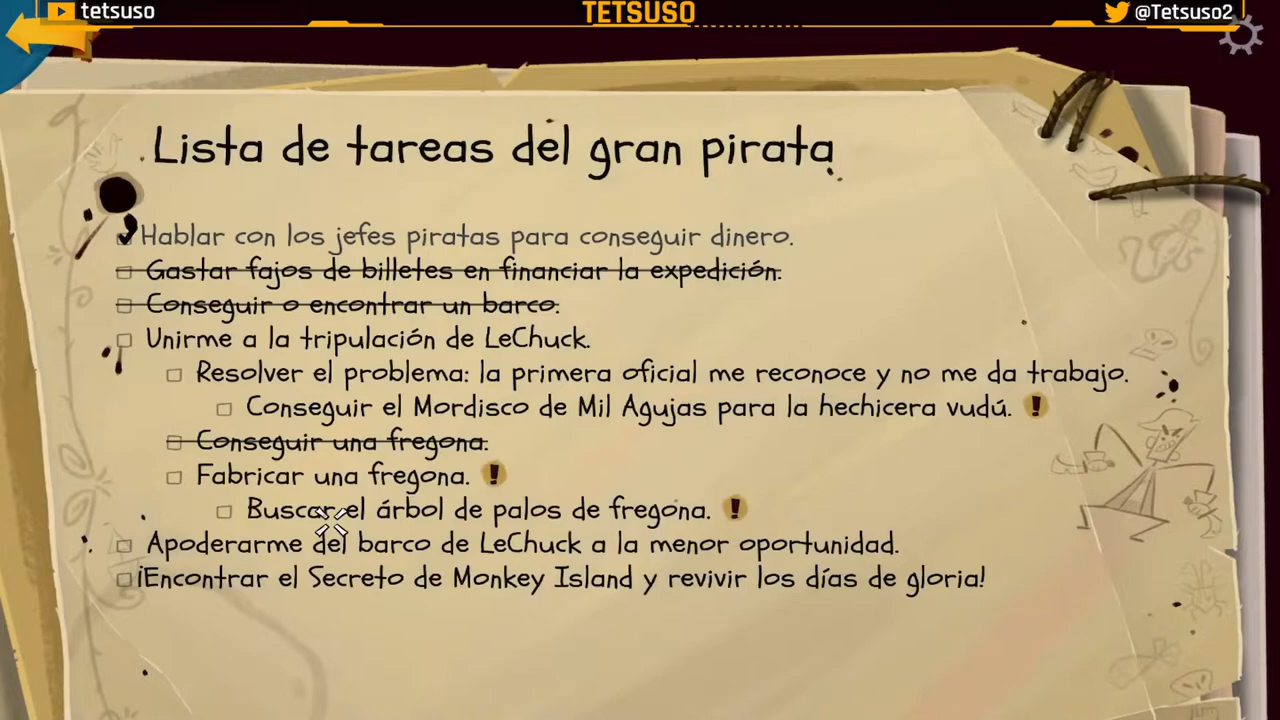 tetsuso
TETSUSO
@Tetsuso2
Lista de tareas del gran pirata
Hablar con los jefes piratas para conseguir dinero.
Gastar fajos de billetes en financiar la expedición.
Conseguir o encontrar un barco.
Unirme a la tripulación de LeChuck.
Resolver el problema: la primera oficial me reconoce y no me da trabajo.
Conseguir el Mordisco de Mil Agujas para la hechicera vudú. !
Conseguir una fregona.
Fabricar una fregona. !
Buscar el árbol de palos de fregona. !
Apoderarme del barco de LeChuck a la menor oportunidad.
¡Encontrar el Secreto de Monkey Island y revivir los días de gloria!